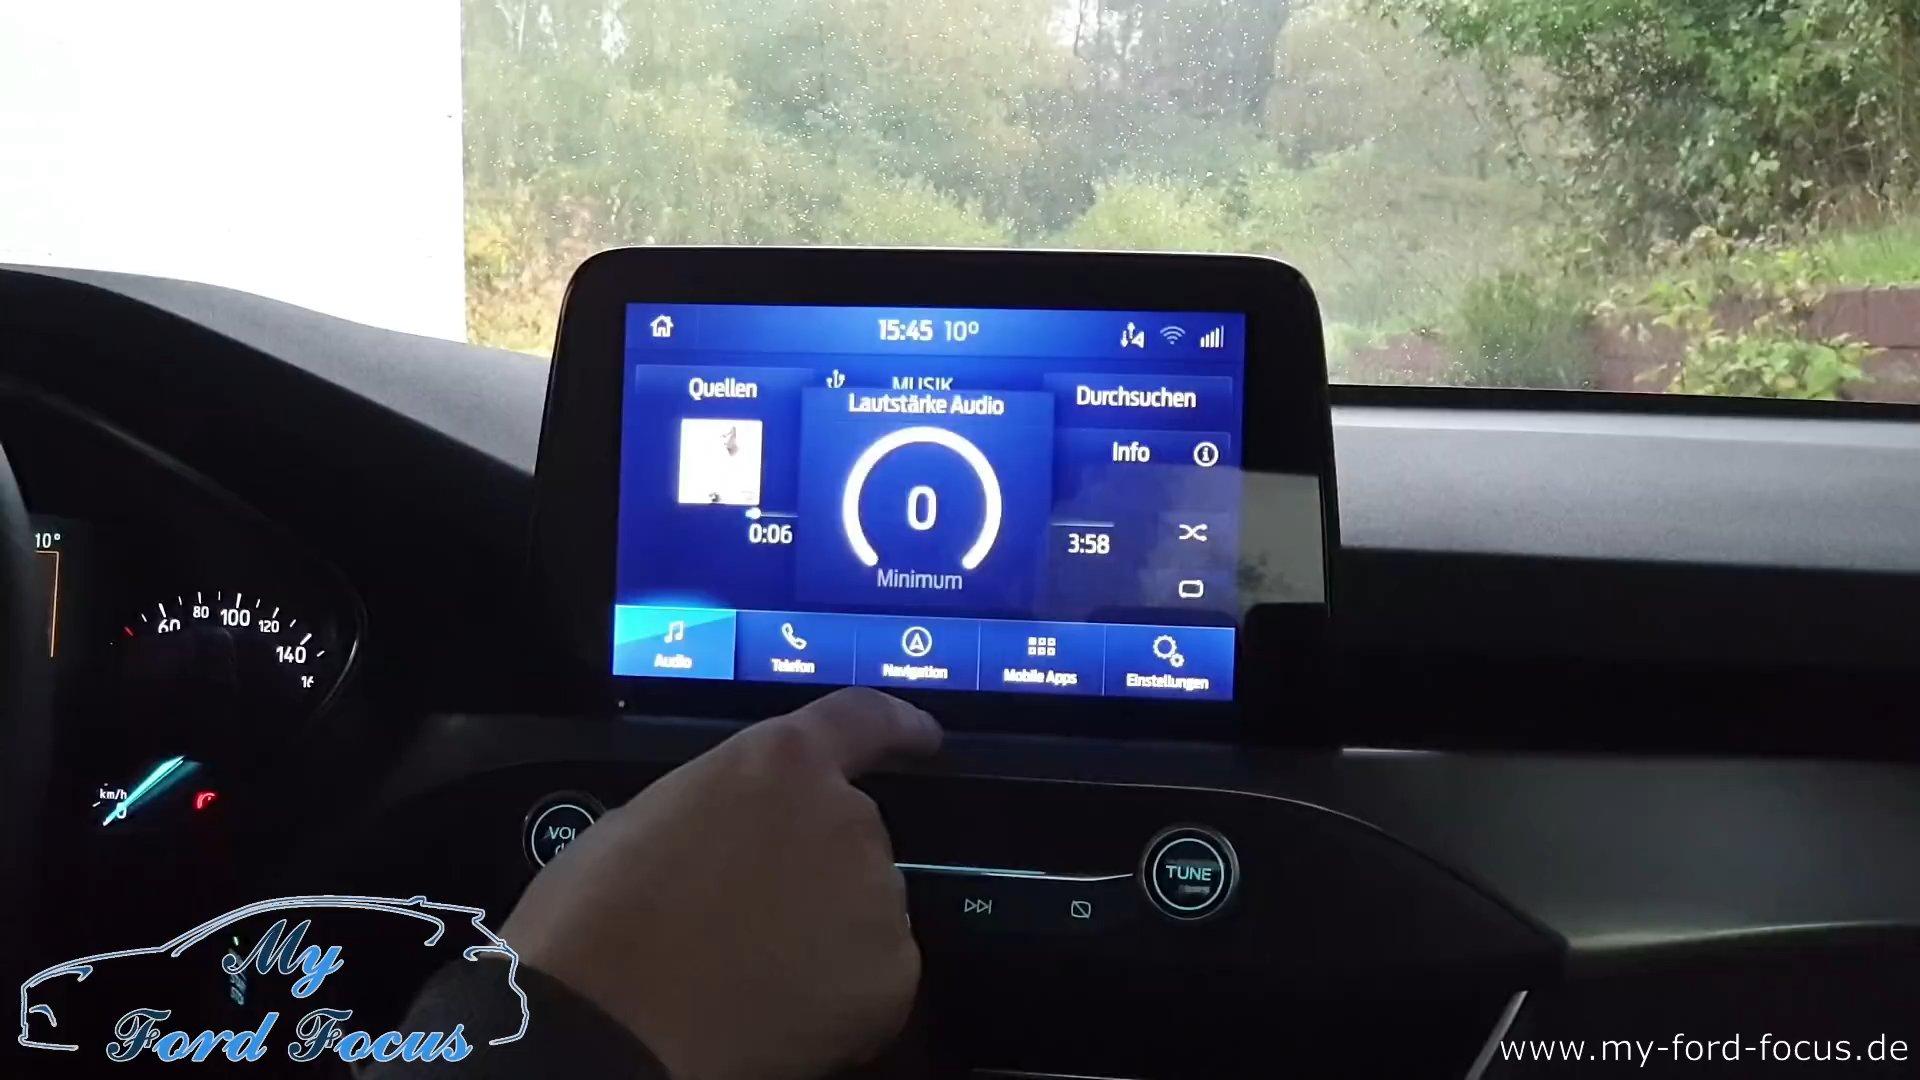 15:45 10°
Quellen
MUSIK
Lautstärke Audio
Durchsuchen
Info
0
0:06
3:58
Minimum
Audio
Telefon
Navigation
Mobile Apps
Einstellungen
10°
60 80 100 120 140
km/h
0
VOL
TUNE
My
Ford Focus
www.my-ford-focus.de